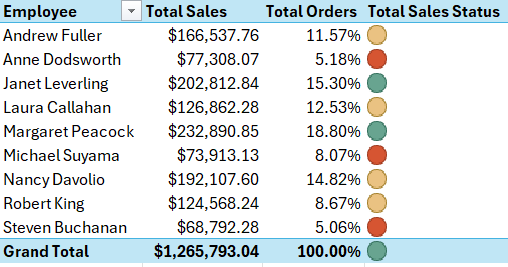 Employee Total Sales Total Orders Total Sales Status
Andrew Fuller $166,537.76 11.57%
Anne Dodsworth $77,308.07 5.18%
Janet Leverling $202,812.84 15.30%
Laura Callahan $126,862.28 12.53%
Margaret Peacock $232,890.85 18.80%
Michael Suyama $73,913.13 8.07%
Nancy Davolio $192,107.60 14.82%
Robert King $124,568.24 8.67%
Steven Buchanan $68,792.28 5.06%
Grand Total $1,265,793.04 100.00%